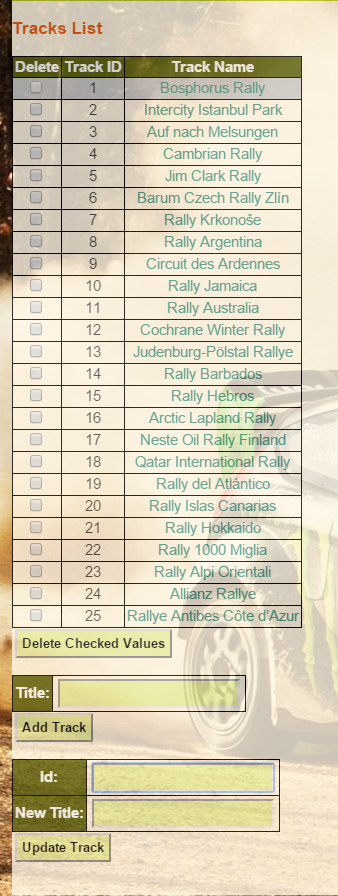 Tracks List
Delete Track ID Track Name
1 Bosphorus Rally
2 Intercity Istanbul Park
3 Auf nach Melsungen
4 Cambrian Rally
5 Jim Clark Rally
6 Barum Czech Rally Zlín
7 Rally Krkonoše
8 Rally Argentina
9 Circuit des Ardennes
10 Rally Jamaica
11 Rally Australia
12 Cochrane Winter Rally
13 Judenburg-Pölstal Rallye
14 Rally Barbados
15 Rally Hebros
16 Arctic Lapland Rally
17 Neste Oil Rally Finland
18 Qatar International Rally
19 Rally del Atlántico
20 Rally Islas Canarias
21 Rally Hokkaido
22 Rally 1000 Miglia
23 Rally Alpi Orientali
24 Allianz Rallye
25 Rallye Antibes Côte d'Azur
Delete Checked Values
Title:
Add Track
Id:
New Title:
Update Track